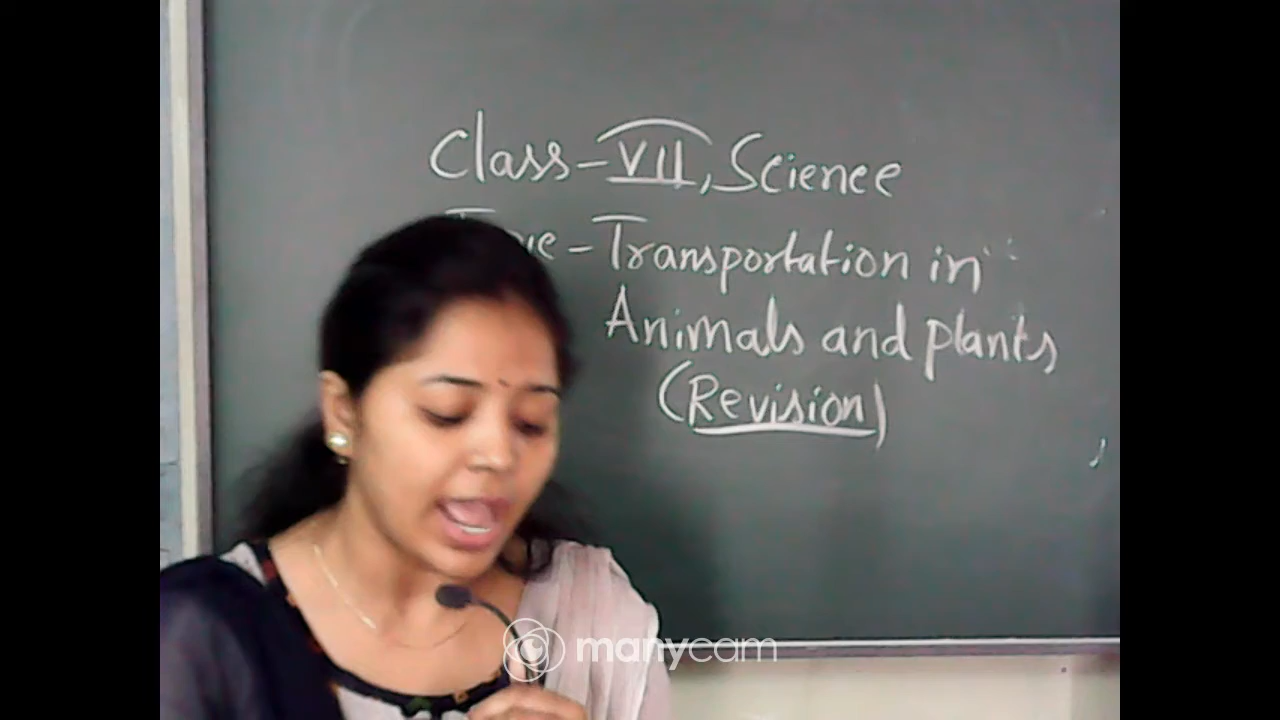 Class - VII, Science
- Transportation in
Animals and plants
(Revision)
manycam